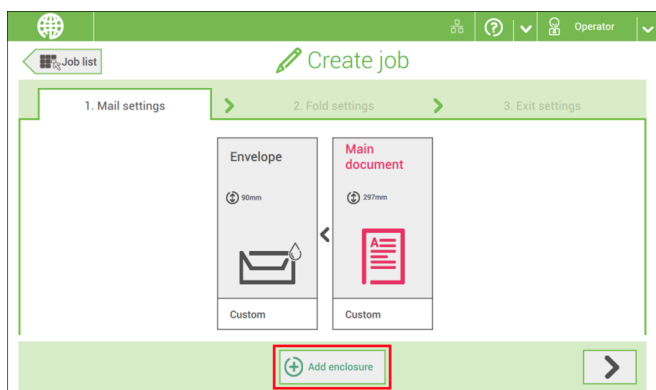 Operator
Job list
Create job
1. Mail settings
2. Fold settings
3. Exit settings
Envelope
90mm
Custom
Main
document
297mm
A
Custom
Add enclosure